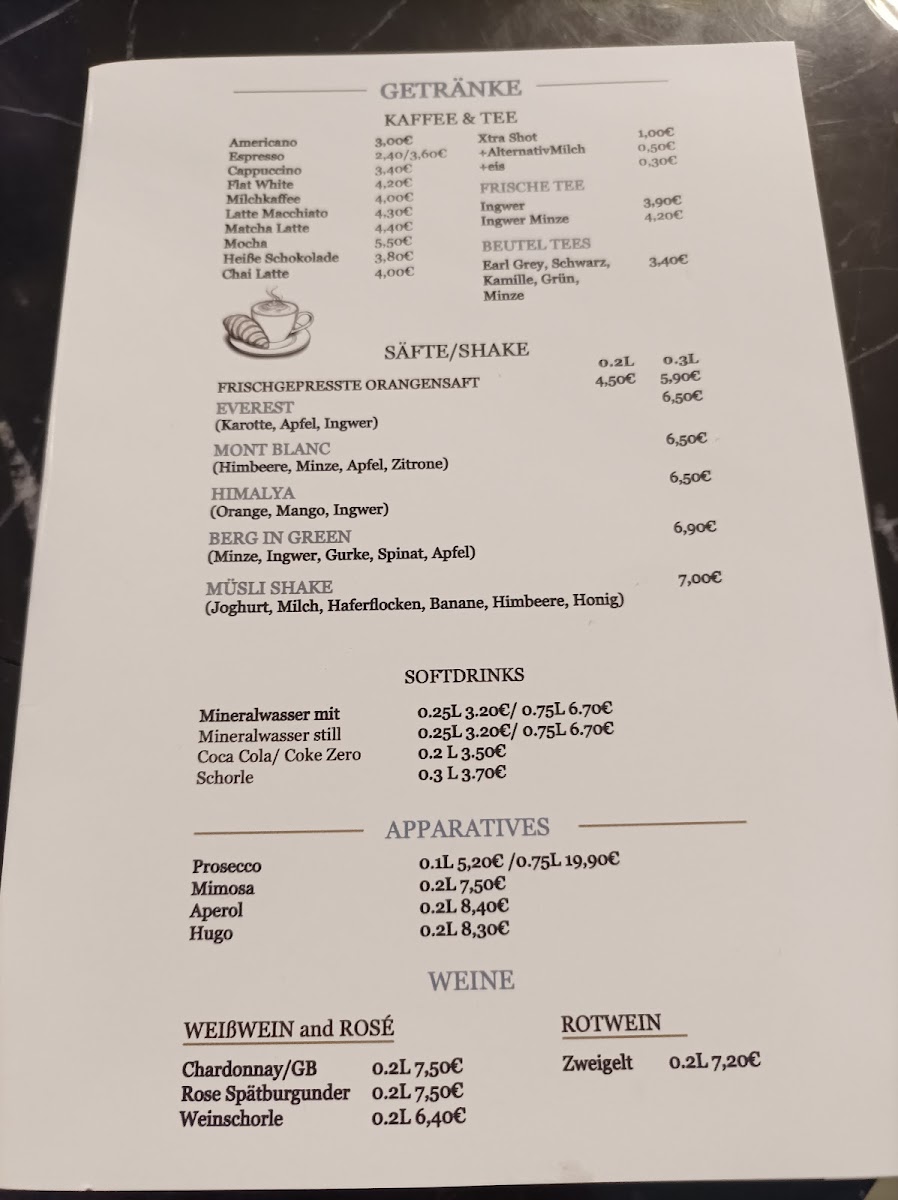 GETRÄNKE
KAFFEE & TEE
Americano 3,00€
Espresso 2,40/3,60€
Cappuccino 3,40€
Flat White 4,20€
Milchkaffee 4,00€
Latte Macchiato 4,30€
Matcha Latte 4,40€
Mocha 5,50€
Heiße Schokolade 3,80€
Chai Latte 4,00€
Xtra Shot 1,00€
+AlternativMilch 0,50€
+eis 0,30€
FRISCHE TEE
Ingwer 3,90€
Ingwer Minze 4,20€
BEUTEL TEES
Earl Grey, Schwarz, 3,40€
Kamille, Grün,
Minze
SÄFTE/SHAKE
0.2L 0.3L
FRISCHGEPRESSTE ORANGENSAFT 4,50€ 5,90€
EVEREST 6,50€
(Karotte, Apfel, Ingwer)
MONT BLANC 6,50€
(Himbeere, Minze, Apfel, Zitrone)
HIMALYA 6,50€
(Orange, Mango, Ingwer)
BERG IN GREEN 6,90€
(Minze, Ingwer, Gurke, Spinat, Apfel)
MÜSLI SHAKE 7,00€
(Joghurt, Milch, Haferflocken, Banane, Himbeere, Honig)
SOFTDRINKS
Mineralwasser mit 0.25L 3.20€/ 0.75L 6.70€
Mineralwasser still 0.25L 3.20€/ 0.75L 6.70€
Coca Cola/ Coke Zero 0.2 L 3.50€
Schorle 0.3 L 3.70€
APPARATIVES
Prosecco 0.1L 5,20€ /0.75L 19,90€
Mimosa 0.2L 7,50€
Aperol 0.2L 8,40€
Hugo 0.2L 8,30€
WEINE
WEIßWEIN and ROSÉ
Chardonnay/GB 0.2L 7,50€
Rose Spätburgunder 0.2L 7,50€
Weinschorle 0.2L 6,40€
ROTWEIN
Zweigelt 0.2L 7,20€